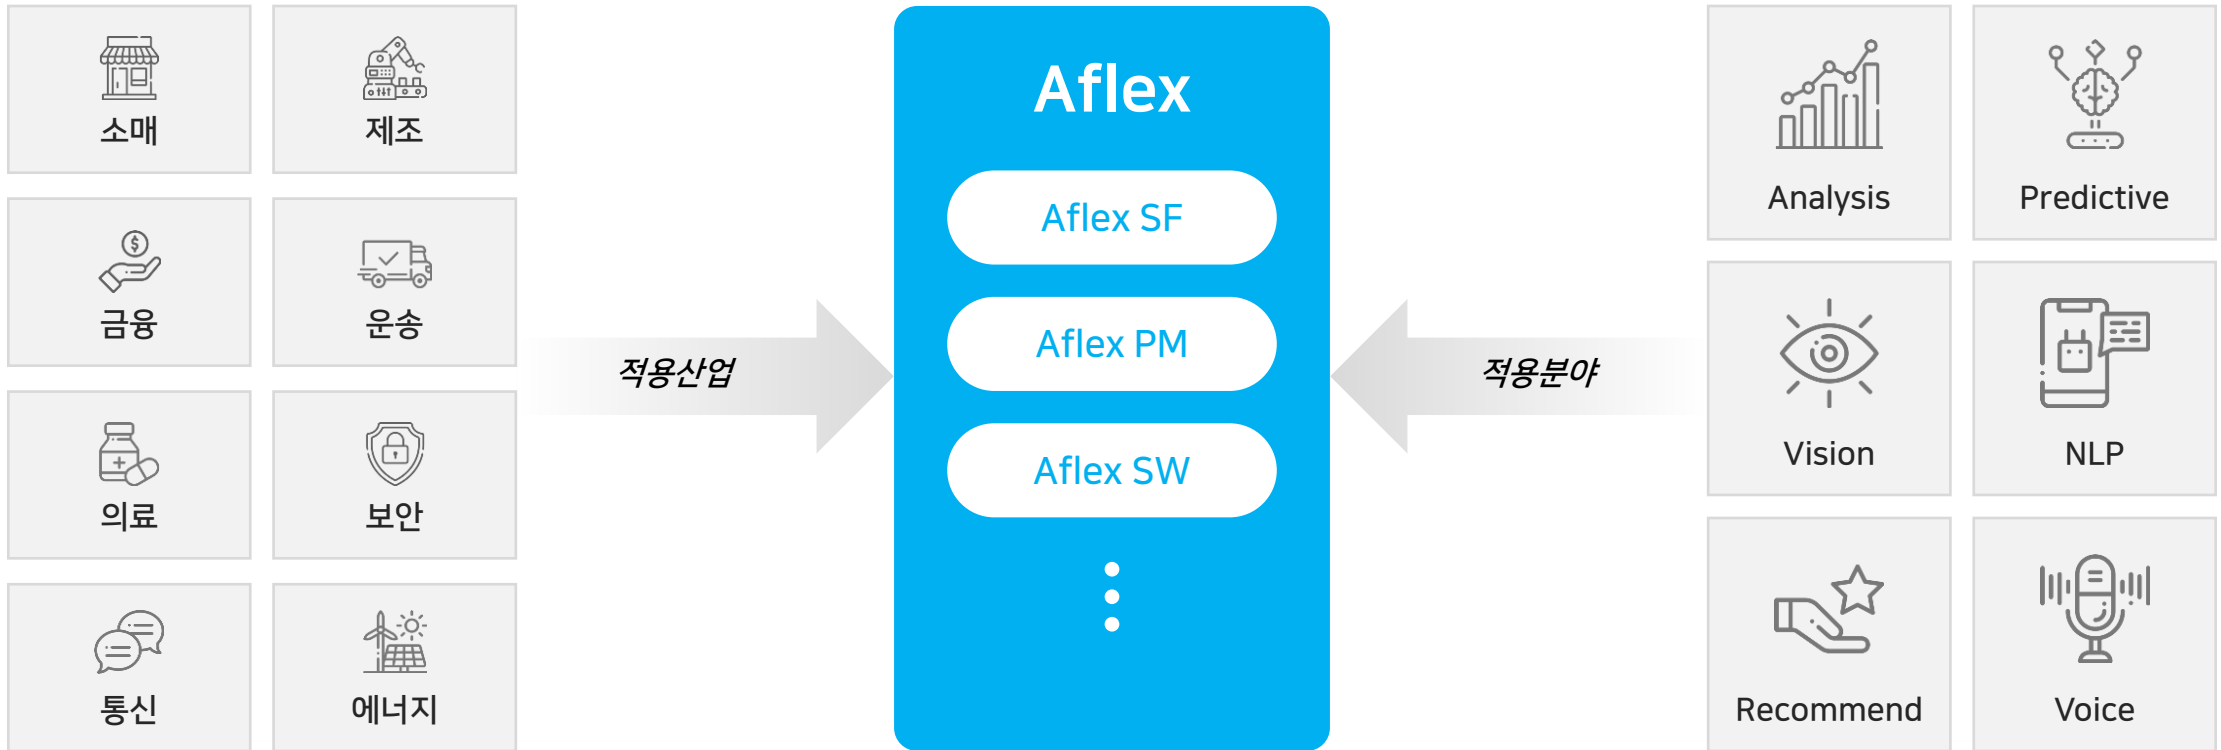 소매
제조
금융
운송
의료
보안
통신
에너지
적용산업
Aflex
Aflex SF
Aflex PM
Aflex SW
적용분야
Analysis
Predictive
Vision
NLP
Recommend
Voice